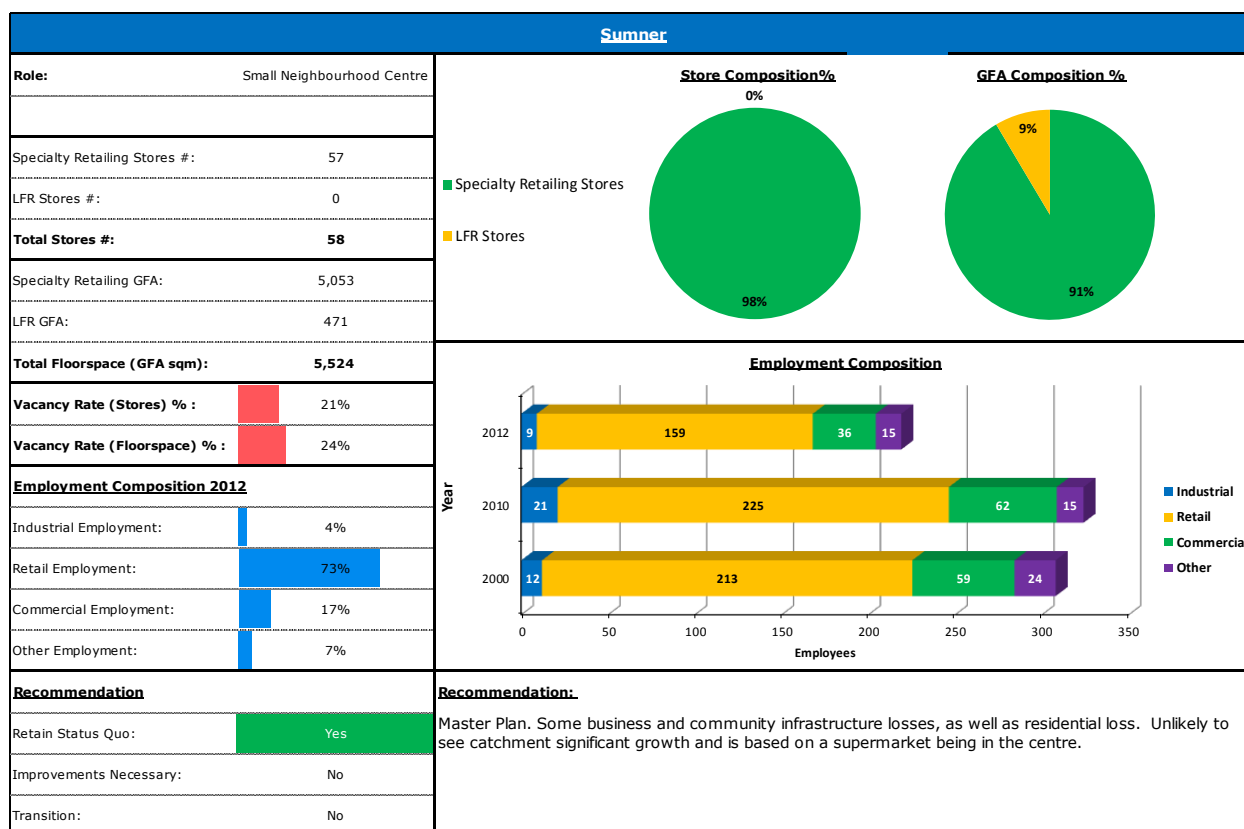 Sumner
Role: Small Neighbourhood Centre
Specialty Retailing Stores #: 57
LFR Stores #: 0
Total Stores #: 58
Specialty Retailing GFA: 5,053
LFR GFA: 471
Total Floorspace (GFA sqm): 5,524
Vacancy Rate (Stores) % : 21%
Vacancy Rate (Floorspace) % : 24%
Employment Composition 2012
Industrial Employment: 4%
Retail Employment: 73%
Commercial Employment: 17%
Other Employment: 7%
Recommendation
Retain Status Quo: Yes
Improvements Necessary: No
Transition: No
Store Composition%
0%
98%
Specialty Retailing Stores
LFR Stores
GFA Composition %
9%
91%
Employment Composition
Year
2012 9 159 36 15
2010 21 225 62 15
2000 12 213 59 24
0 50 100 150 200 250 300 350
Employees
Industrial
Retail
Commercia
Other
Recommendation:
Master Plan. Some business and community infrastructure losses, as well as residential loss. Unlikely to
see catchment significant growth and is based on a supermarket being in the centre.